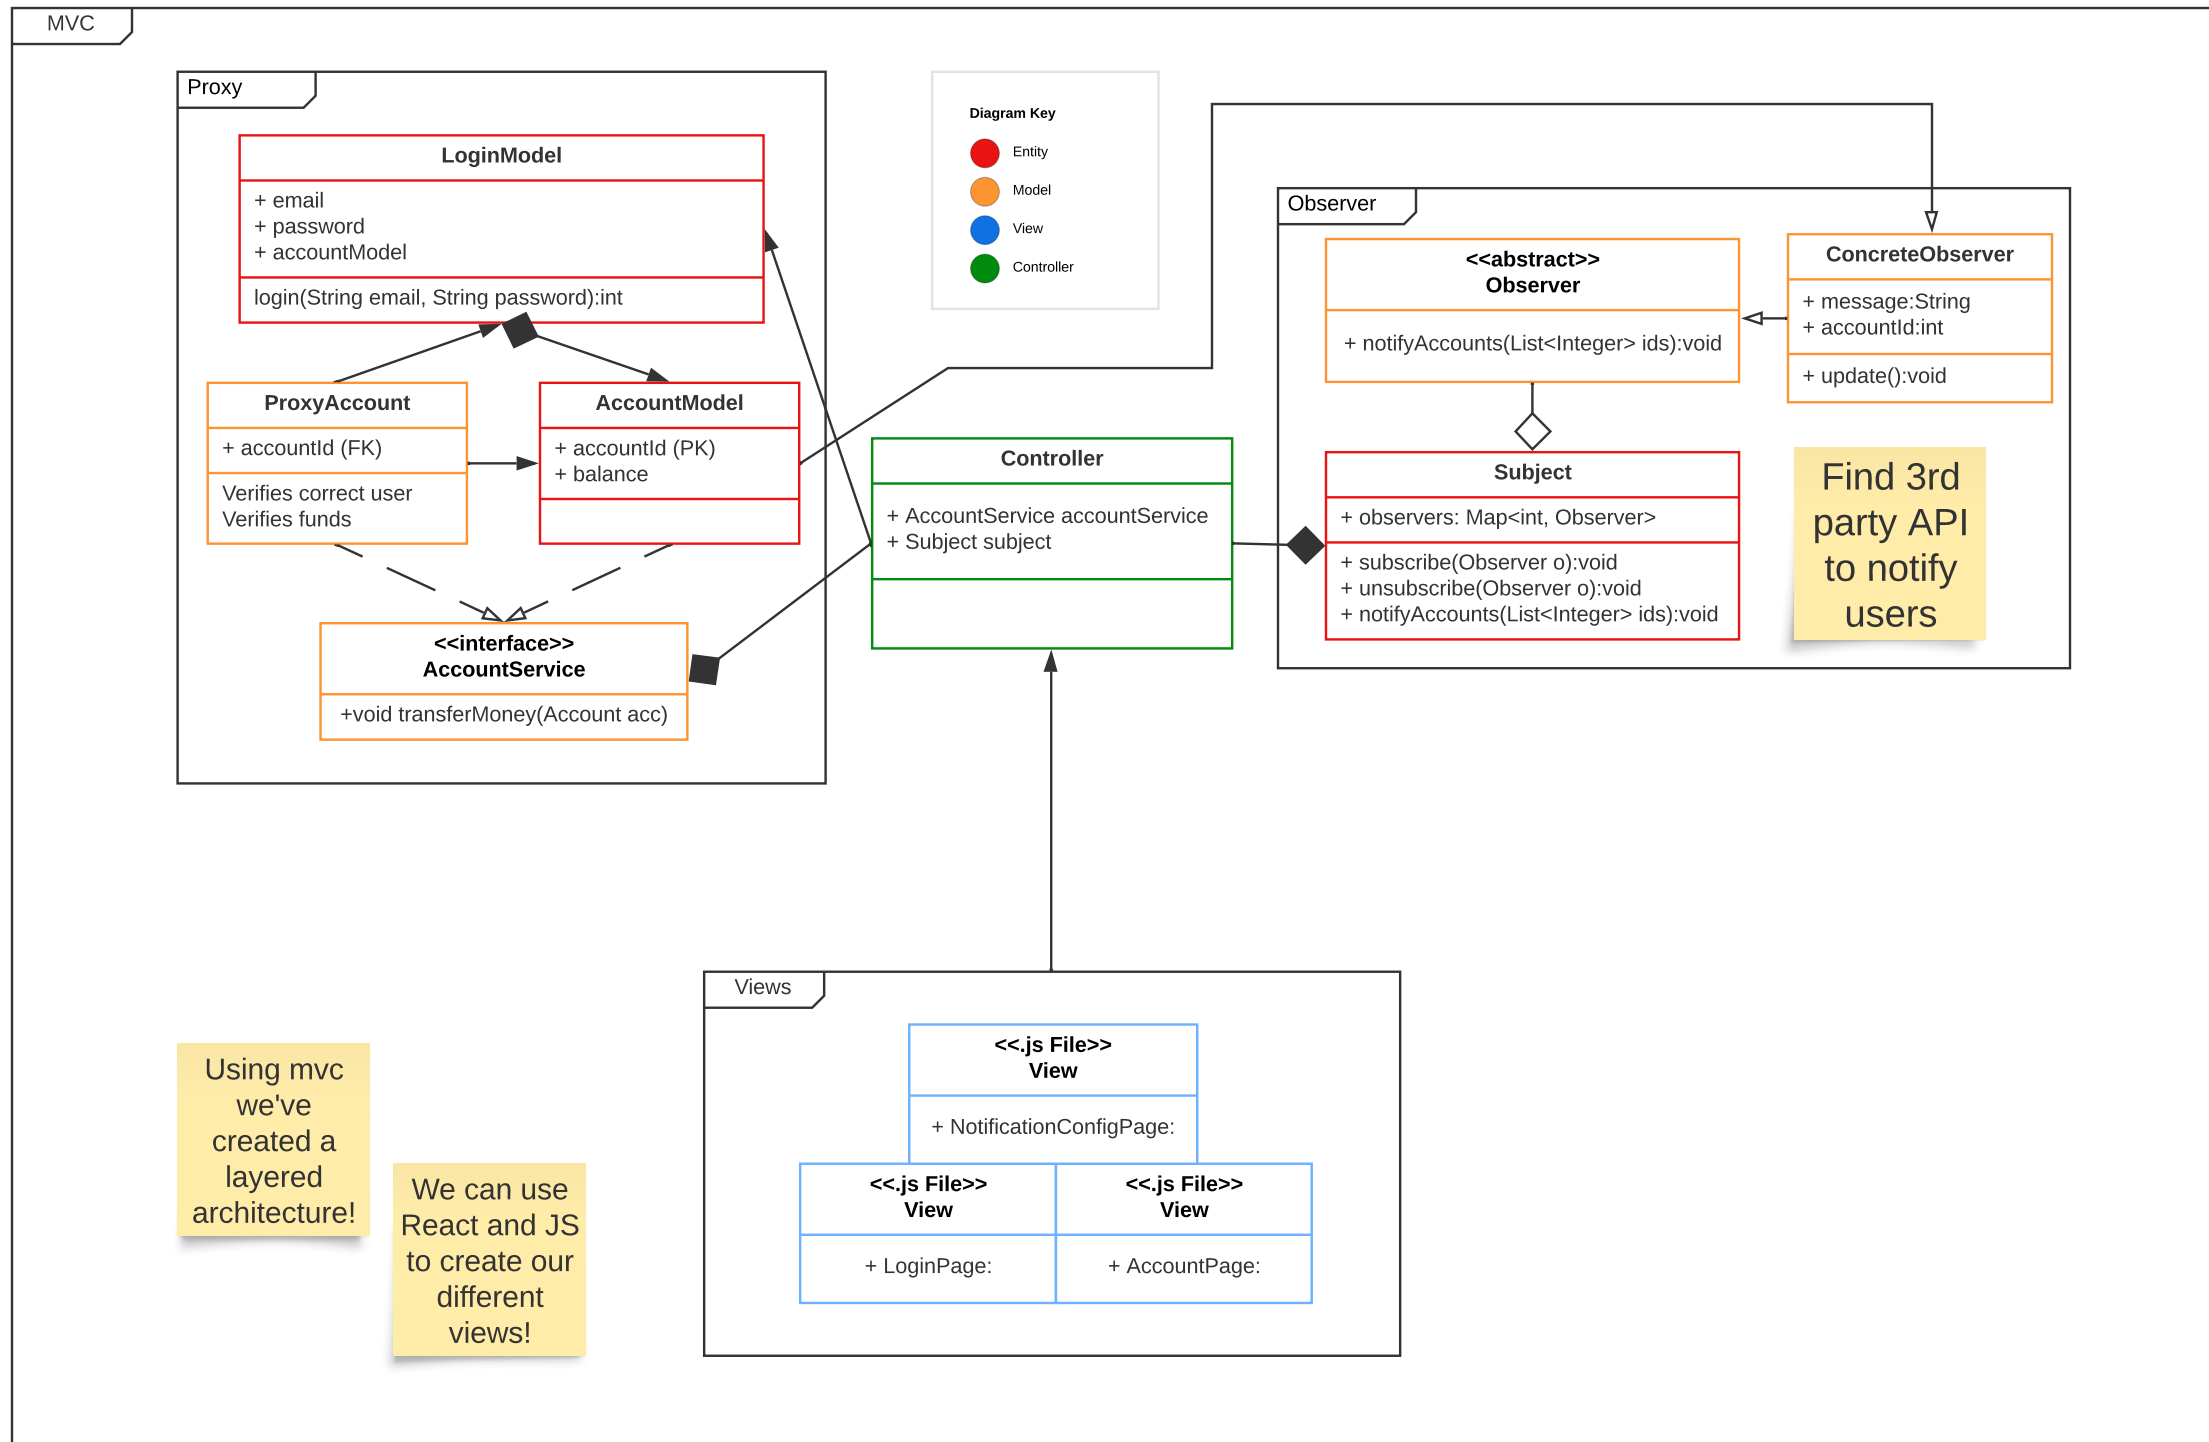 MVC
Proxy
LoginModel
+ email
+ password
+ accountModel
login(String email, String password):int
ProxyAccount
+ accountId (FK)
Verifies correct user
Verifies funds
AccountModel
+ accountId (PK)
+ balance
<<interface>>
AccountService
+void transferMoney(Account acc)
Diagram Key
Entity
Model
View
Controller
Controller
+ AccountService accountService
+ Subject subject
Observer
<<abstract>>
Observer
+ notifyAccounts(List<Integer> ids):void
ConcreteObserver
+ message:String
+ accountId:int
+ update():void
Subject
+ observers: Map<int, Observer>
+ subscribe(Observer o):void
+ unsubscribe(Observer o):void
+ notifyAccounts(List<Integer> ids):void
Find 3rd
party API
to notify
users
Views
<<.js File>>
View
+ NotificationConfigPage:
<<.js File>>
View
+ LoginPage:
<<.js File>>
View
+ AccountPage:
Using mvc
we've
created a
layered
architecture!
We can use
React and JS
to create our
different
views!